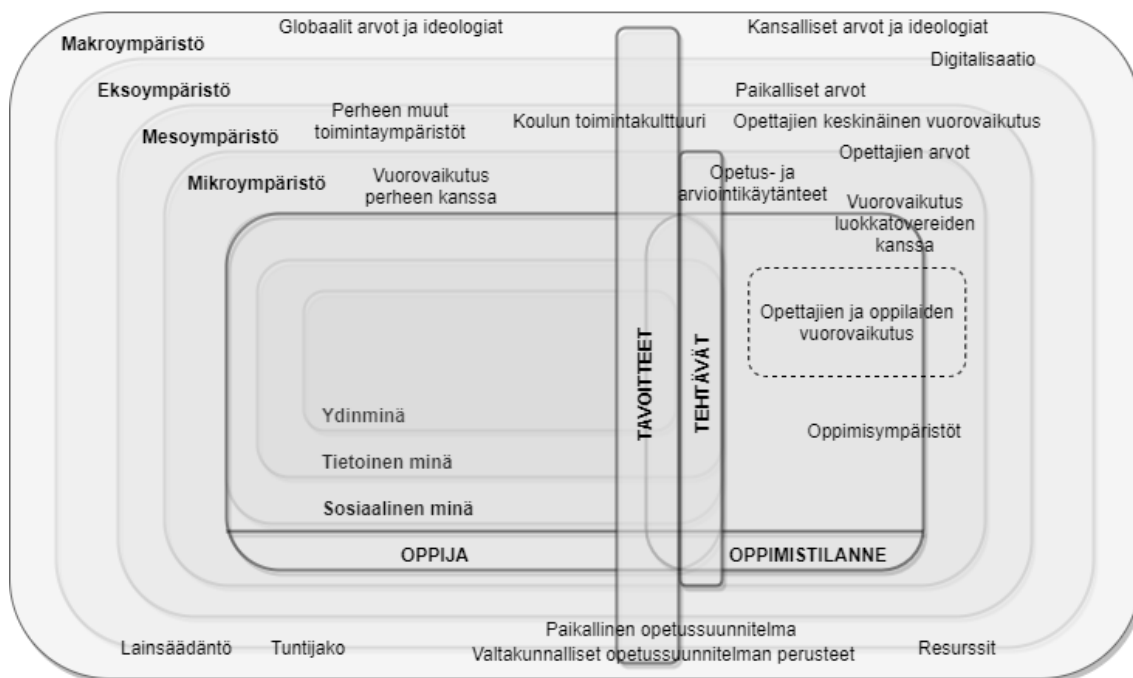 Globaalit arvot ja ideologiat
Kansalliset arvot ja ideologiat
Makroympäristö
Digitalisaatio
Eksoympäristö
Paikalliset arvot
Perheen muut
toimintaympäristöt
Koulun toimintakulttuuri
Opettajien keskinäinen vuorovaikutus
Mesoympäristö
Opettajien arvot
Mikroympäristö
Vuorovaikutus
perheen kanssa
Opetus- ja
arviointikäytänteet
Vuorovaikutus
luokkatovereiden
kanssa
Opettajien ja oppilaiden
vuorovaikutus
TAVOITTEET
TEHTÄVÄT
Ydinminä
Oppimisympäristöt
Tietoinen minä
Sosiaalinen minä
OPPIJA
OPPIMISTILANNE
Paikallinen opetussuunnitelma
Lainsäädäntö
Tuntijako
Valtakunnalliset opetussuunnitelman perusteet
Resurssit